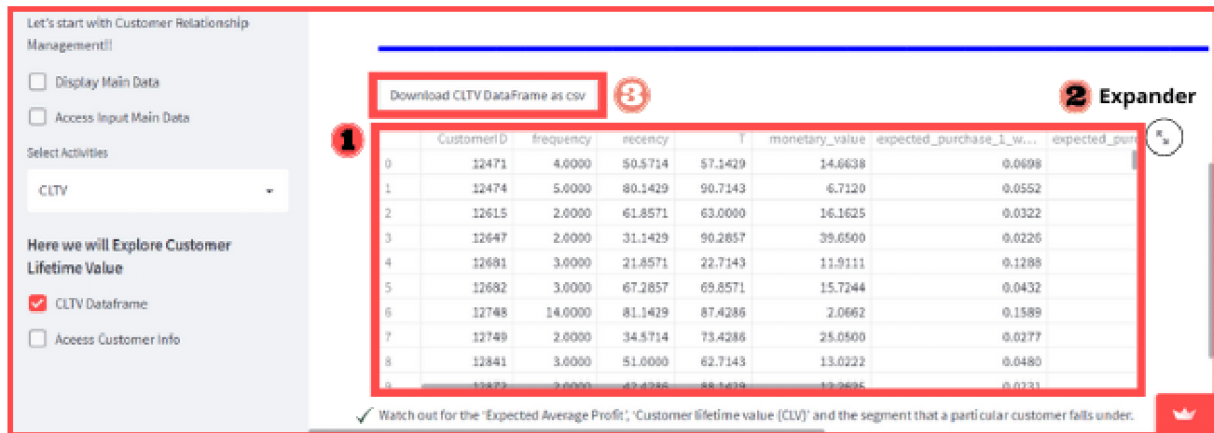 Let's start with Customer Relationship
Management!!
Display Main Data
Access Input Main Data
Select Activities
CLTV
Here we will Explore Customer
Lifetime Value
CLTV Dataframe
Aceess Customer Info
Download CLTV DataFrame as csv
3
2 Expander
1
CustomerID frequency recency T monetary_value expected_purchase_1_w... expected_pur
0 12471 4.0000 50.5714 57.1429 14.6638 0.0698
1 12474 5.0000 80.1429 90.7143 6.7120 0.0552
2 12615 2.0000 61.8571 63.0000 16.1625 0.0322
3 12647 2.0000 31.1429 90.2857 39.6500 0.0226
4 12681 3.0000 21.8571 22.7143 11.9111 0.1288
5 12682 3.0000 67.2857 69.8571 15.7244 0.0432
6 12748 14.0000 81.1429 87.4286 2.0662 0.1589
7 12749 2.0000 34.5714 73.4286 25.0500 0.0277
8 12841 3.0000 51.0000 62.7143 13.0222 0.0480
9 12872 2.0000 0.0231
Watch out for the 'Expected Average Profit', 'Customer lifetime value (CLV)' and the segment that a particular customer falls under.